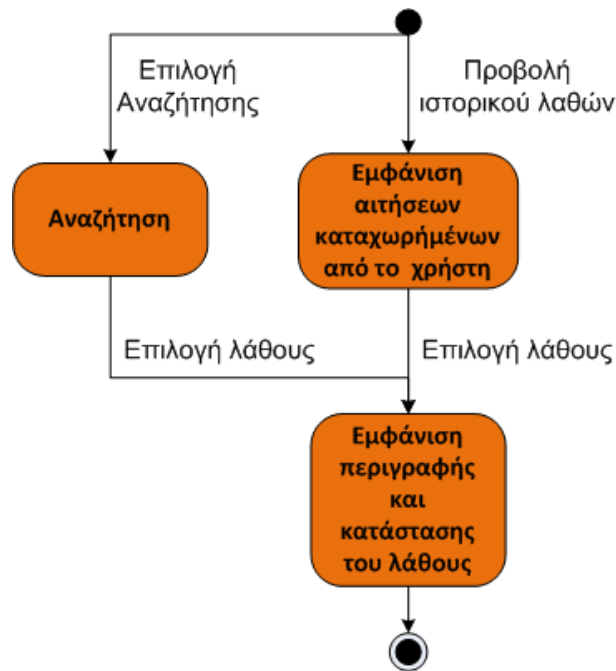 Επιλογή
Αναζήτησης
Προβολή
ιστορικού λαθών
Αναζήτηση
Εμφάνιση
αιτήσεων
καταχωρήμένων
από το χρήστη
Επιλογή λάθους
Επιλογή λάθους
Εμφάνιση
περιγραφής
και
κατάστασης
του λάθους